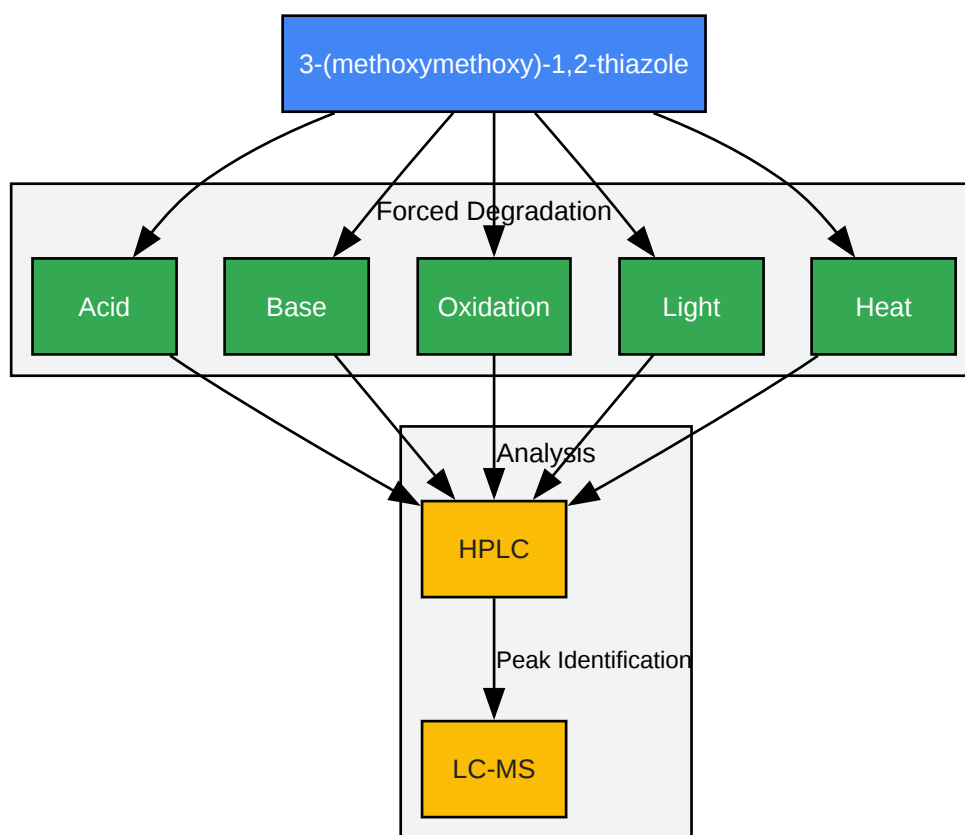 3-(methoxymethoxy)-1,2-thiazole
Forced Degradation
Acid
Base
Oxidation
Light
Heat
Analysis
HPLC
Peak Identification
LC-MS